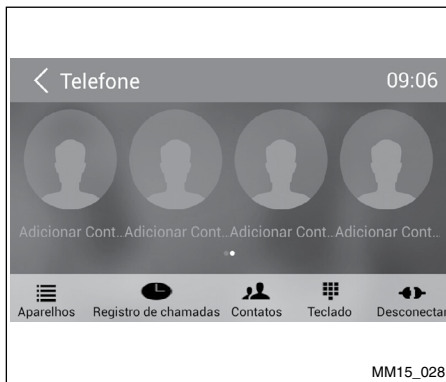 Telefone 09:06
Adicionar Cont.. Adicionar Cont.. Adicionar Cont.. Adicionar Cont..
Aparelhos Registro de chamadas Contatos Teclado Desconectar
MM15_028